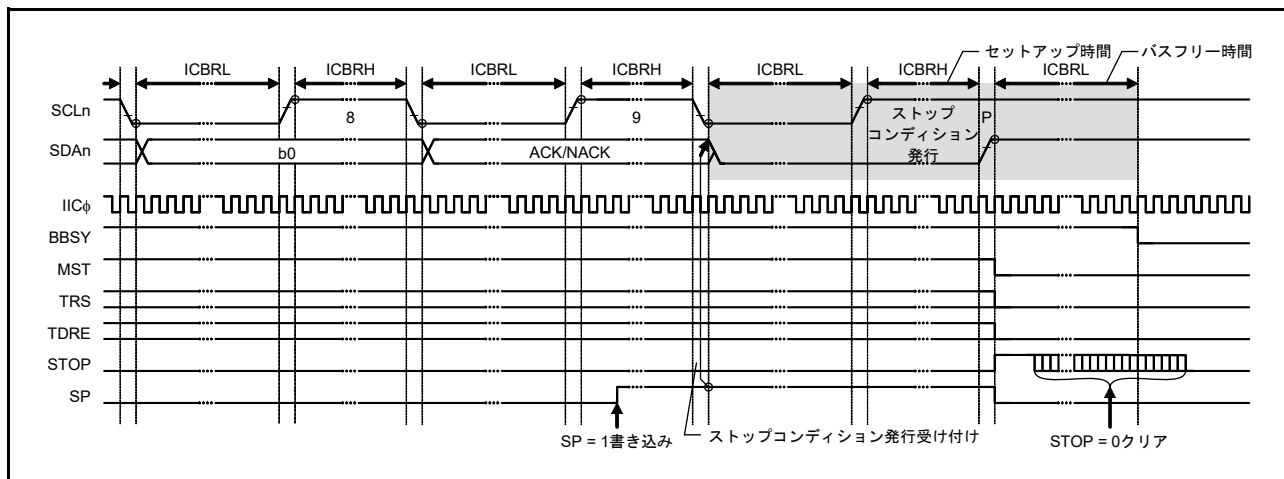 セットアップ時間 バスフリー時間
ICBRL ICBRH ICBRL ICBRH ICBRL ICBRH ICBRL
SCLn 8 9 ストップ P
コンディション
発行
SDAn b0 ACK/NACK
IICφ
BBSY
MST
TRS
TDRE
STOP
SP
SP = 1書き込み ストップコンディション発行受け付け STOP = 0クリア